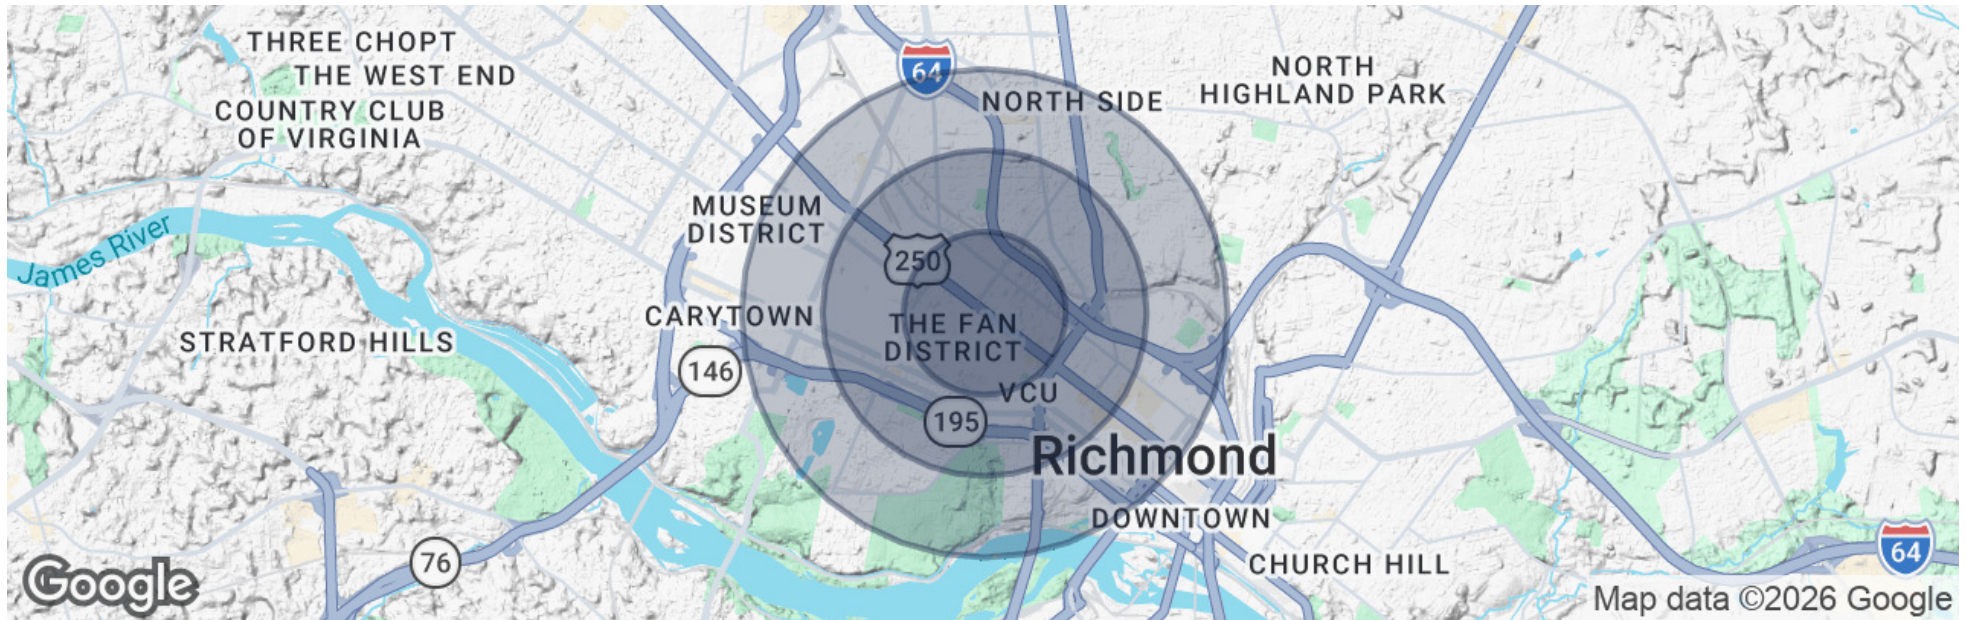 THREE CHOPT
THE WEST END
COUNTRY CLUB
OF VIRGINIA
64
NORTH SIDE
NORTH
HIGHLAND PARK
MUSEUM
DISTRICT
James River
250
CARYTOWN
THE FAN
DISTRICT
STRATFORD HILLS
146
VCU
195
Richmond
DOWNTOWN
CHURCH HILL
76
64
Google
Map data ©2026 Google